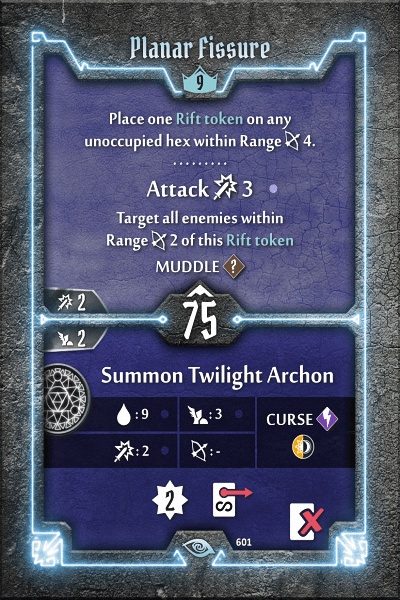 Planar Fissure
9
Place one Rift token on any
unoccupied hex within Range 4.
Attack 3
Target all enemies within
Range 2 of this Rift token
MUDDLE ?
2
75
2
Summon Twilight Archon
: 9
: 3
CURSE
: 2
: -
2
S
601